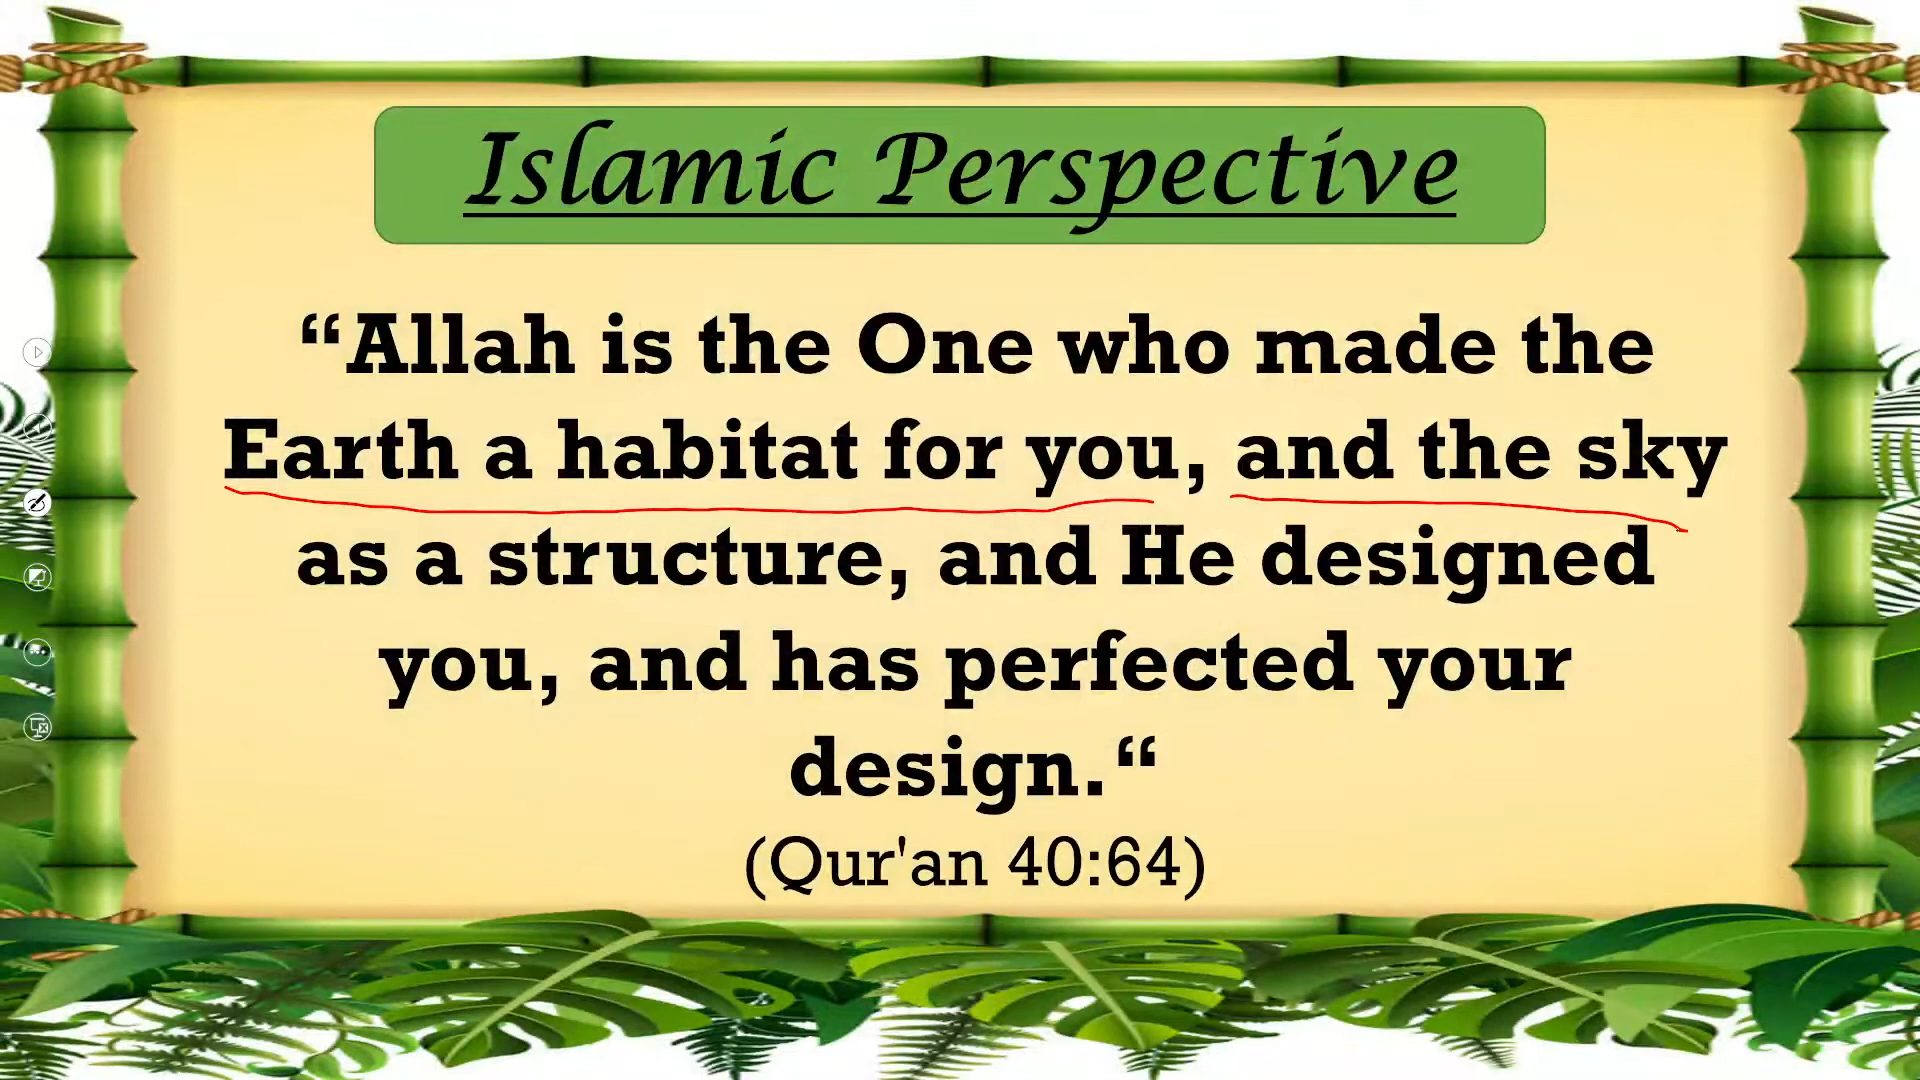 Islamic Perspective
“Allah is the One who made the
Earth a habitat for you, and the sky
as a structure, and He designed
you, and has perfected your
design.“
(Qur'an 40:64)